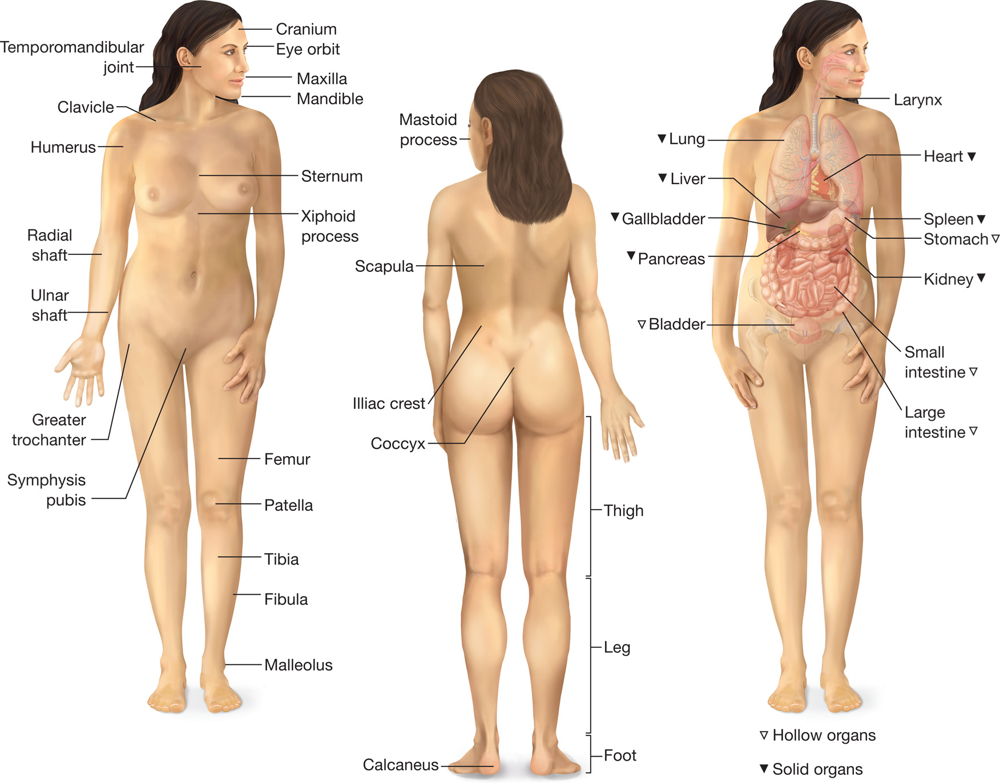 Cranium
Eye orbit
Temporomandibular
joint
Maxilla
Mandible
Clavicle
Humerus
Sternum
Xiphoid
process
Radial
shaft
Ulnar
shaft
Greater
trochanter
Symphysis
pubis
Femur
Patella
Tibia
Fibula
Malleolus
Mastoid
process
Scapula
Illiac crest
Coccyx
Thigh
Leg
Foot
Calcaneus
Larynx
▼Lung
Heart▼
▼Liver
▼Gallbladder
Spleen▼
Stomach▽
▼Pancreas
Kidney▼
▽Bladder
Small
intestine▽
Large
intestine▽
▽Hollow organs
▼Solid organs